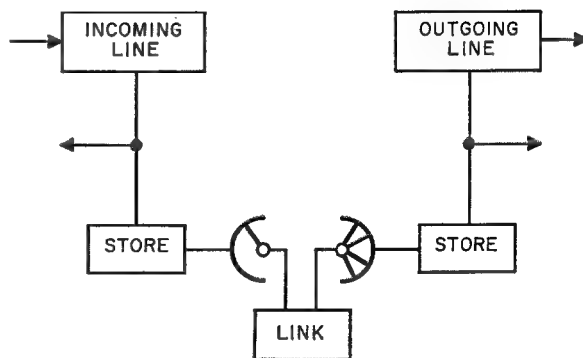 INCOMING
LINE
OUTGOING
LINE
STORE
STORE
LINK